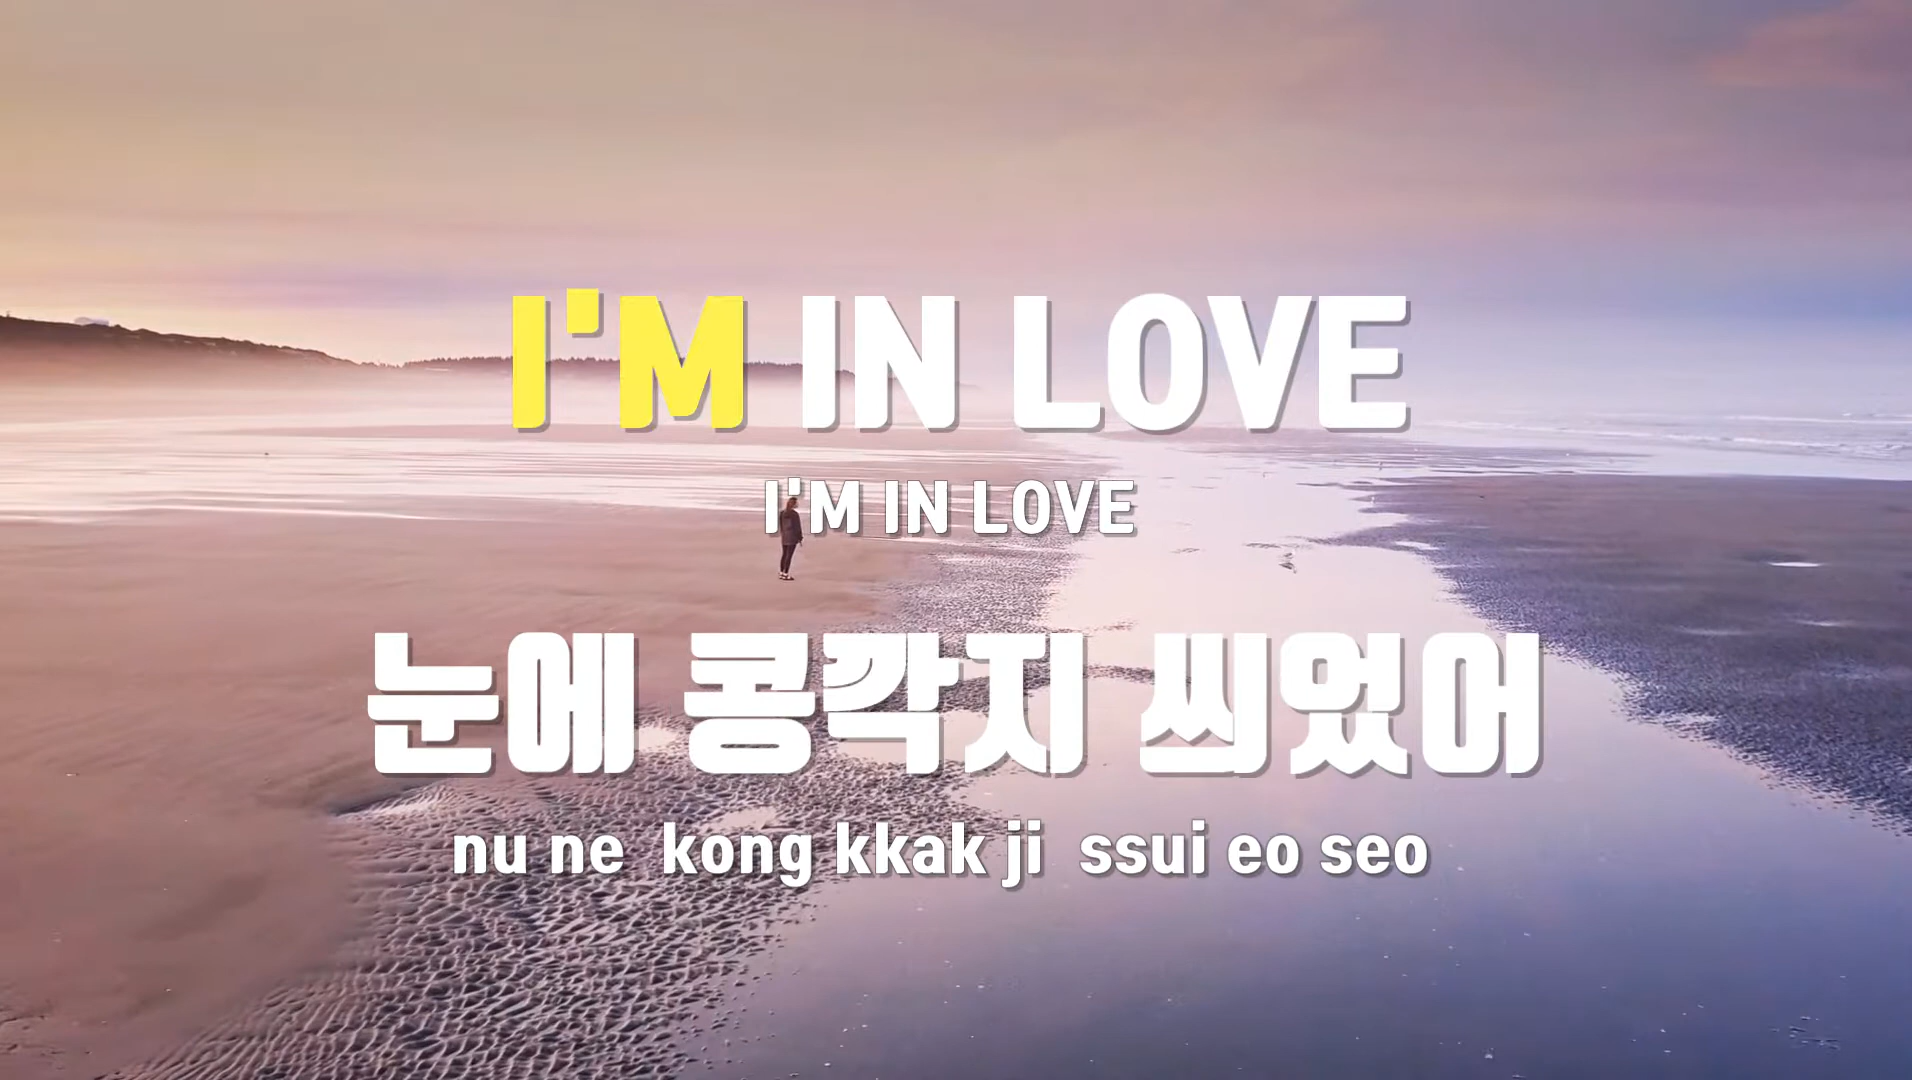 I'M IN LOVE
I'M IN LOVE
눈에 콩깍지 씌었어
nu ne kong kkak ji ssui eo seo